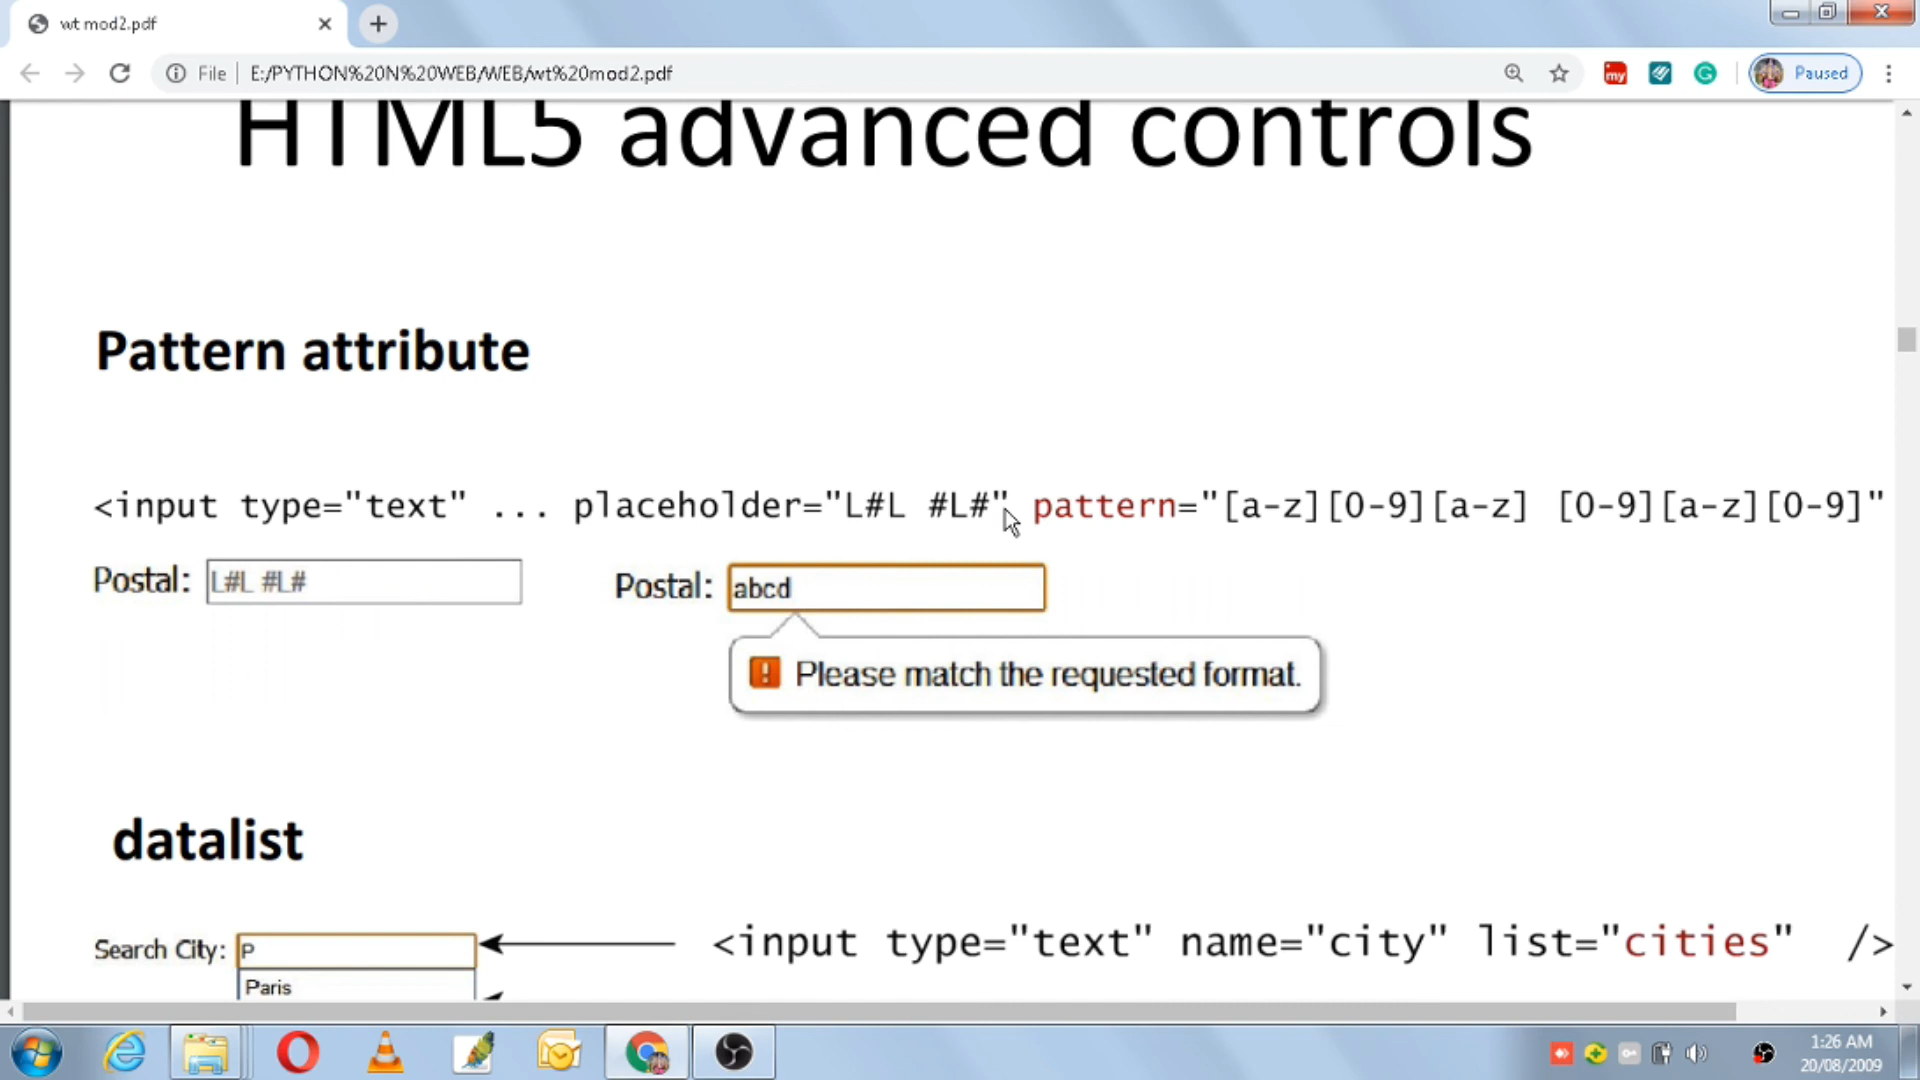 wt mod2.pdf
File | E:/PYTHON%20N%20WEB/WEB/wt%20mod2.pdf
my
G
Paused
HTML5 advanced controls
Pattern attribute
<input type="text" ... placeholder="L#L #L#" pattern="[a-z][0-9][a-z] [0-9][a-z][0-9]"
Postal: L#L #L#
Postal: abcd
Please match the requested format.
datalist
Search City: P
<input type="text" name="city" list="cities" />
Paris
1:26 AM
20/08/2009